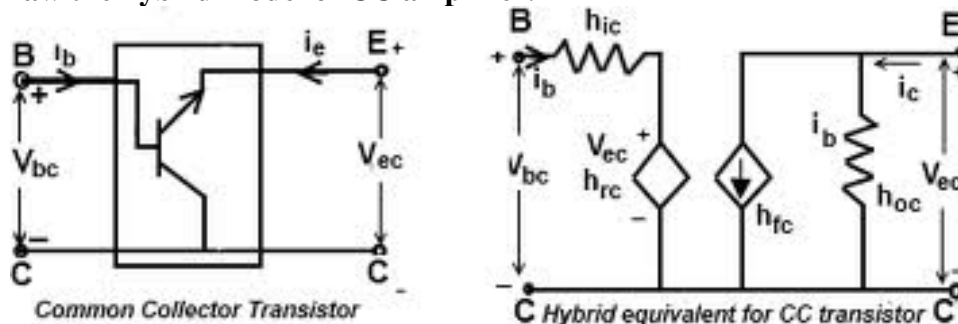 B i_b i_e E +
+
V_bc V_ec
−
C C -
Common Collector Transistor
B h_ic E
+ i_b i_c +
V_bc V_ec + h_rc − h_fc i_b h_oc V_ec
− C C −
Hybrid equivalent for CC transistor